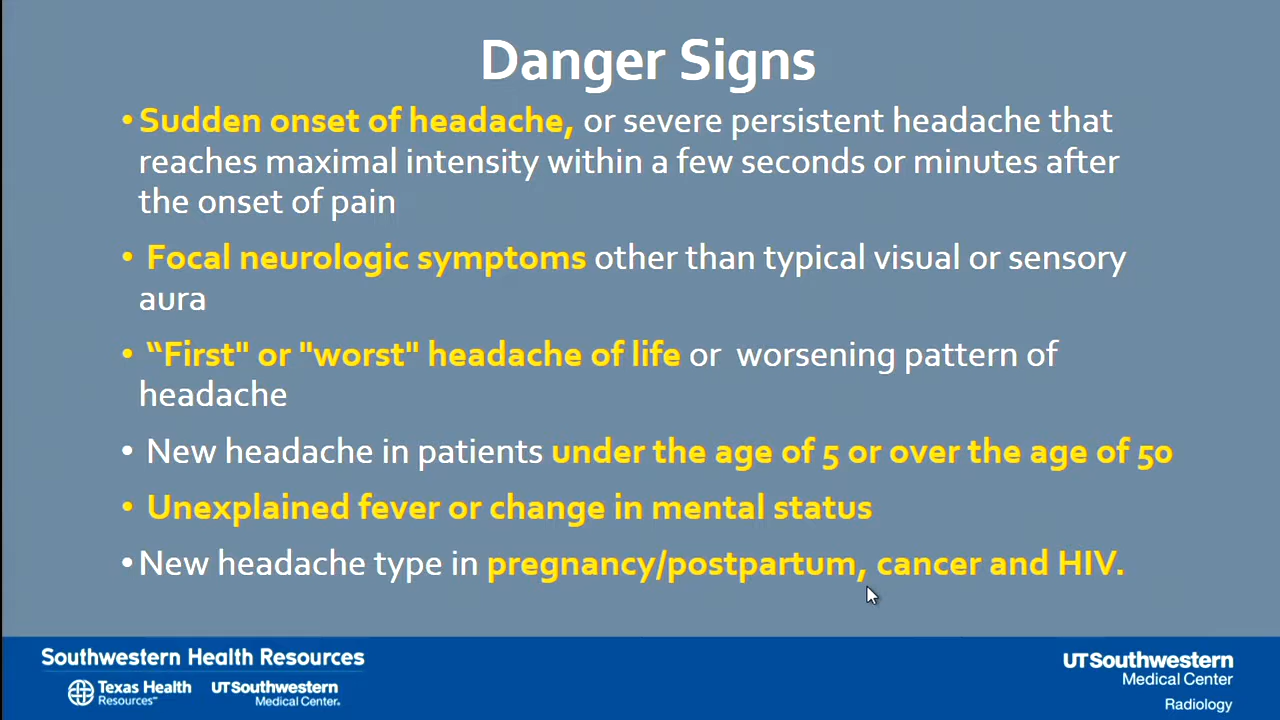 Danger Signs
•Sudden onset of headache, or severe persistent headache that
reaches maximal intensity within a few seconds or minutes after
the onset of pain
• Focal neurologic symptoms other than typical visual or sensory
aura
• “First" or "worst" headache of life or worsening pattern of
headache
• New headache in patients under the age of 5 or over the age of 50
• Unexplained fever or change in mental status
•New headache type in pregnancy/postpartum, cancer and HIV.
Southwestern Health Resources
Texas Health
Resources℠
UTSouthwestern
Medical Center.
UTSouthwestern
Medical Center
Radiology